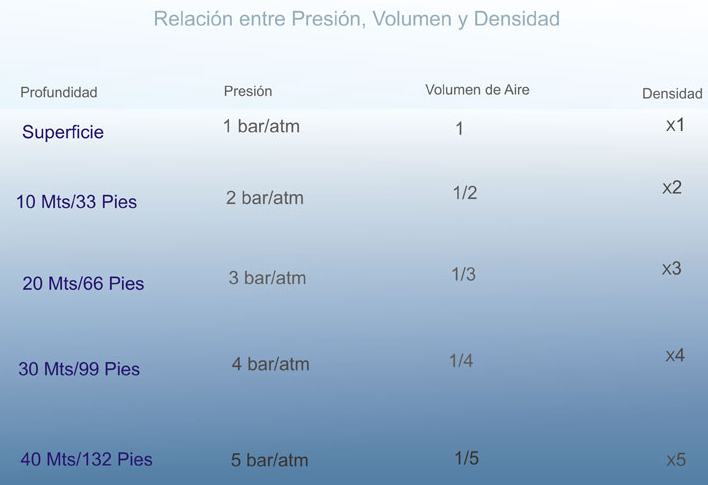 Relación entre Presión, Volumen y Densidad
Profundidad Presión Volumen de Aire Densidad
Superficie 1 bar/atm 1 x1
10 Mts/33 Pies 2 bar/atm 1/2 x2
20 Mts/66 Pies 3 bar/atm 1/3 x3
30 Mts/99 Pies 4 bar/atm 1/4 x4
40 Mts/132 Pies 5 bar/atm 1/5 x5